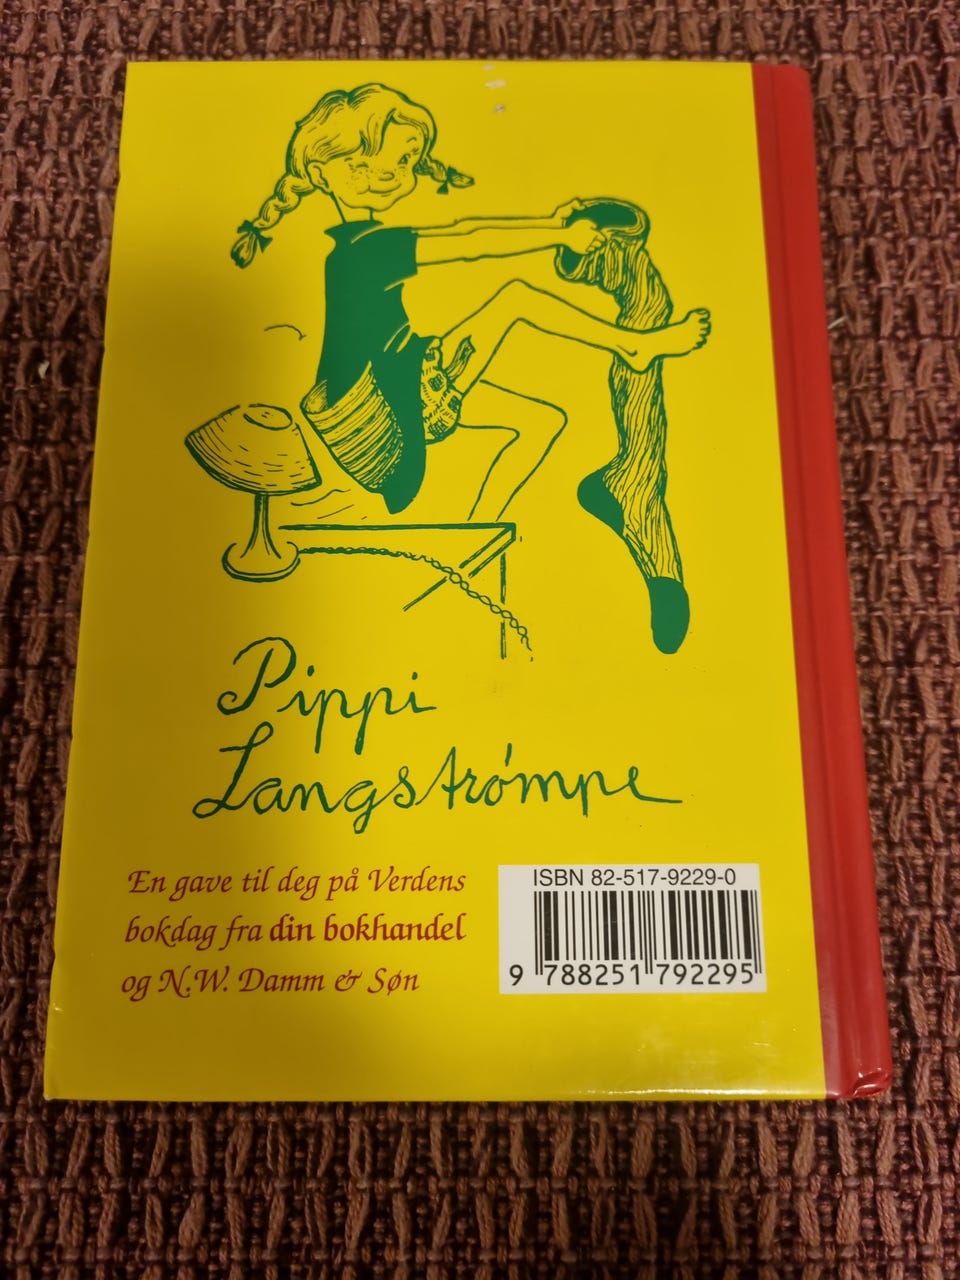 Pippi
Langstrømpe
En gave til deg på Verdens
bokdag fra din bokhandel
og N.W. Damm & Søn
ISBN 82-517-9229-0
9 788251 792295